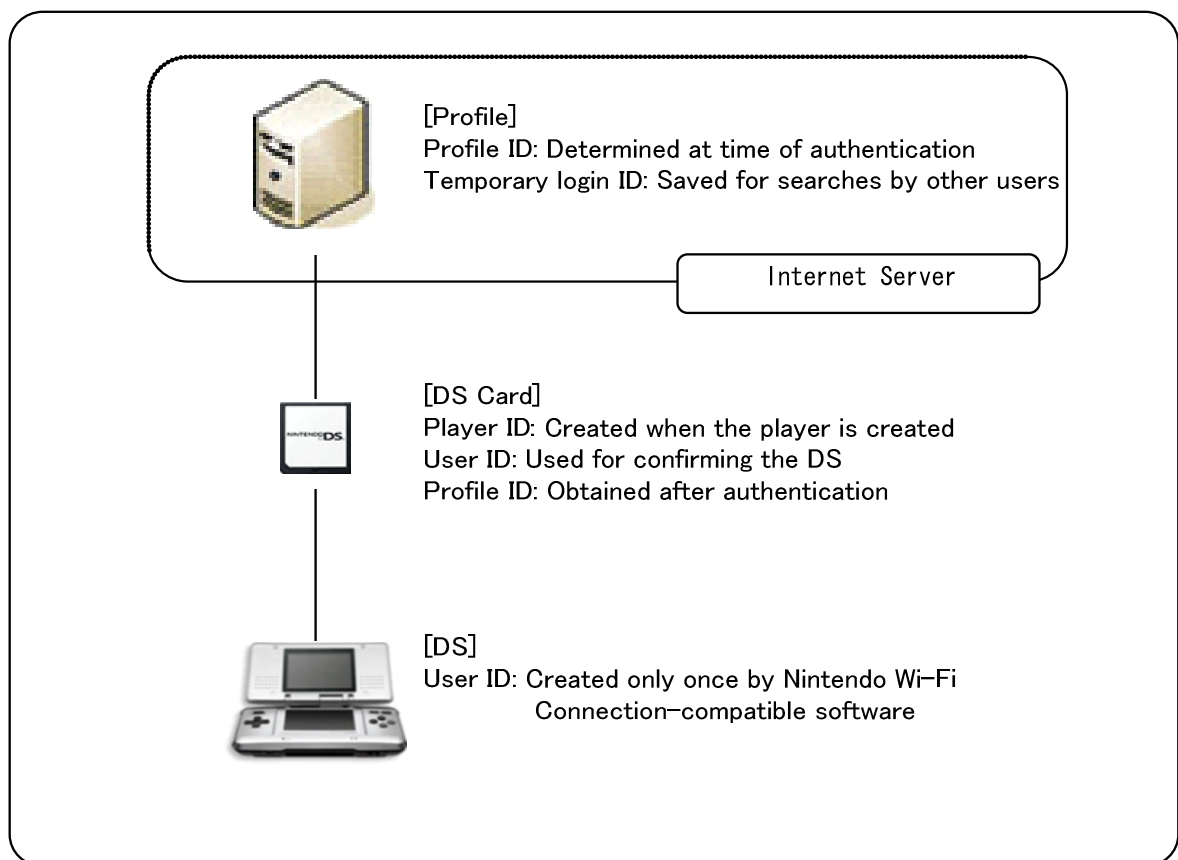 [Profile]
Profile ID: Determined at time of authentication
Temporary login ID: Saved for searches by other users
Internet Server
[DS Card]
Player ID: Created when the player is created
User ID: Used for confirming the DS
Profile ID: Obtained after authentication
NINTENDO DS
[DS]
User ID: Created only once by Nintendo Wi-Fi
Connection-compatible software